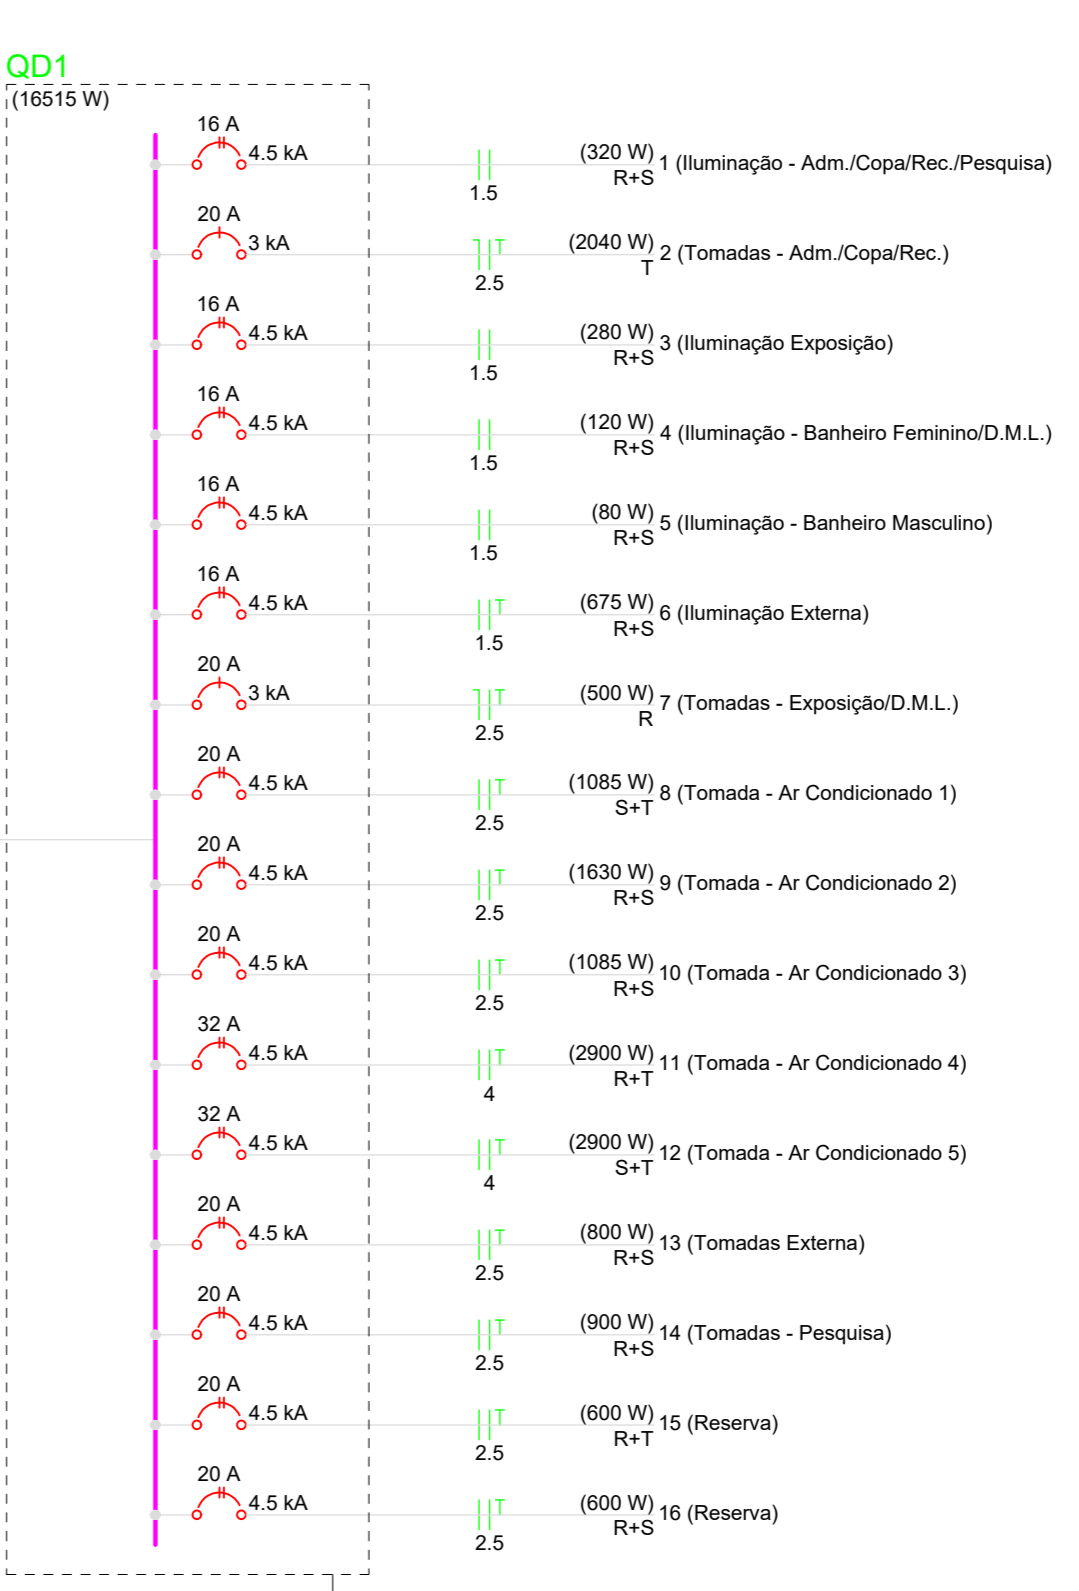 QD1
(16515 W)
16 A
4.5 kA
1.5
(320 W)
R+S
1 (Iluminação - Adm./Copa/Rec./Pesquisa)
20 A
3 kA
T
2.5
(2040 W)
T
2 (Tomadas - Adm./Copa/Rec.)
16 A
4.5 kA
1.5
(280 W)
R+S
3 (Iluminação Exposição)
16 A
4.5 kA
1.5
(120 W)
R+S
4 (Iluminação - Banheiro Feminino/D.M.L.)
16 A
4.5 kA
1.5
(80 W)
R+S
5 (Iluminação - Banheiro Masculino)
16 A
4.5 kA
T
1.5
(675 W)
R+S
6 (Iluminação Externa)
20 A
3 kA
T
2.5
(500 W)
R
7 (Tomadas - Exposição/D.M.L.)
20 A
4.5 kA
T
2.5
(1085 W)
S+T
8 (Tomada - Ar Condicionado 1)
20 A
4.5 kA
T
2.5
(1630 W)
R+S
9 (Tomada - Ar Condicionado 2)
20 A
4.5 kA
T
2.5
(1085 W)
R+S
10 (Tomada - Ar Condicionado 3)
32 A
4.5 kA
T
4
(2900 W)
R+T
11 (Tomada - Ar Condicionado 4)
32 A
4.5 kA
T
4
(2900 W)
S+T
12 (Tomada - Ar Condicionado 5)
20 A
4.5 kA
T
2.5
(800 W)
R+S
13 (Tomadas Externa)
20 A
4.5 kA
T
2.5
(900 W)
R+S
14 (Tomadas - Pesquisa)
20 A
4.5 kA
T
2.5
(600 W)
R+T
15 (Reserva)
20 A
4.5 kA
T
2.5
(600 W)
R+S
16 (Reserva)